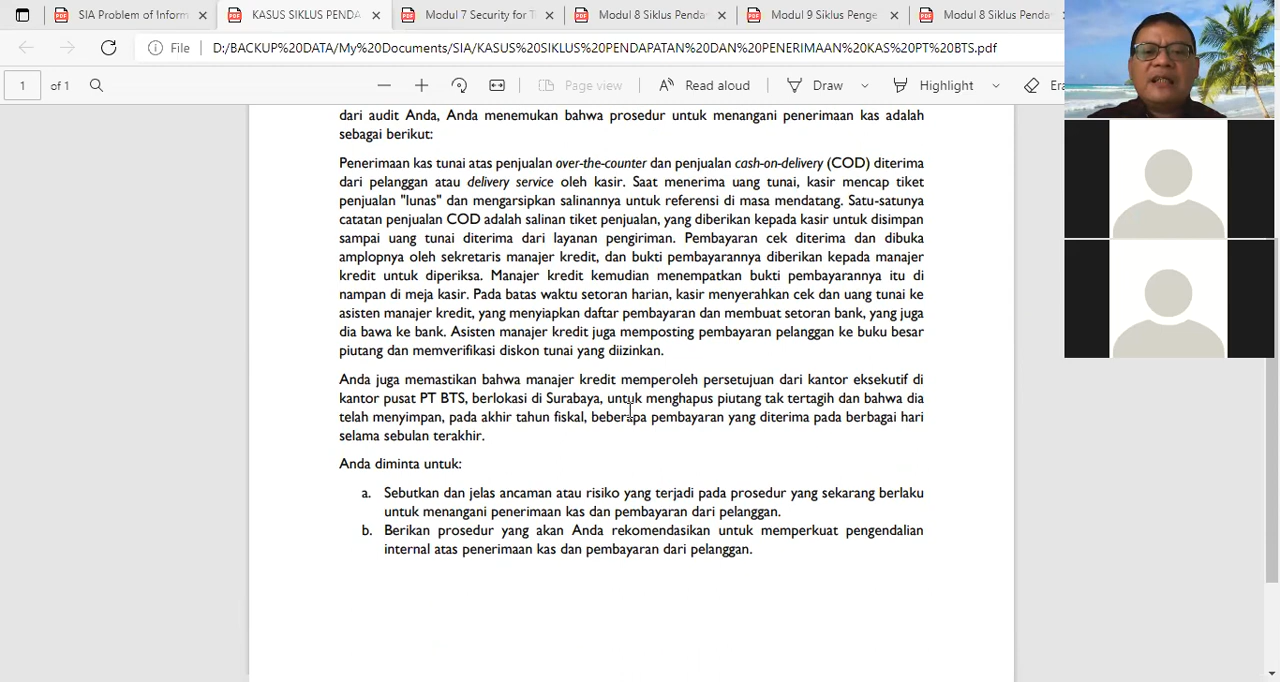 SIA Problem of Inform
KASUS SIKLUS PENDA
Modul 7 Security for Ti
Modul 8 Siklus Pendap
Modul 9 Siklus Penge
Modul 8 Siklus Penda
File D:/BACKUP%20DATA/My%20Documents/SIA/KASUS%20SIKLUS%20PENDAPATAN%20DAN%20PENERIMAAN%20KAS%20PT%20BTS.pdf
1 of 1 Page view Read aloud Draw Highlight Era
dari audit Anda, Anda menemukan bahwa prosedur untuk menangani penerimaan kas adalah
sebagai berikut:
Penerimaan kas tunai atas penjualan over-the-counter dan penjualan cash-on-delivery (COD) diterima
dari pelanggan atau delivery service oleh kasir. Saat menerima uang tunai, kasir mencap tiket
penjualan "lunas" dan mengarsipkan salinannya untuk referensi di masa mendatang. Satu-satunya
catatan penjualan COD adalah salinan tiket penjualan, yang diberikan kepada kasir untuk disimpan
sampai uang tunai diterima dari layanan pengiriman. Pembayaran cek diterima dan dibuka
amplopnya oleh sekretaris manajer kredit, dan bukti pembayarannya diberikan kepada manajer
kredit untuk diperiksa. Manajer kredit kemudian menempatkan bukti pembayarannya itu di
nampan di meja kasir. Pada batas waktu setoran harian, kasir menyerahkan cek dan uang tunai ke
asisten manajer kredit, yang menyiapkan daftar pembayaran dan membuat setoran bank, yang juga
dia bawa ke bank. Asisten manajer kredit juga memposting pembayaran pelanggan ke buku besar
piutang dan memverifikasi diskon tunai yang diizinkan.
Anda juga memastikan bahwa manajer kredit memperoleh persetujuan dari kantor eksekutif di
kantor pusat PT BTS, berlokasi di Surabaya, untuk menghapus piutang tak tertagih dan bahwa dia
telah menyimpan, pada akhir tahun fiskal, beberapa pembayaran yang diterima pada berbagai hari
selama sebulan terakhir.
Anda diminta untuk:
a. Sebutkan dan jelas ancaman atau risiko yang terjadi pada prosedur yang sekarang berlaku
untuk menangani penerimaan kas dan pembayaran dari pelanggan.
b. Berikan prosedur yang akan Anda rekomendasikan untuk memperkuat pengendalian
internal atas penerimaan kas dan pembayaran dari pelanggan.